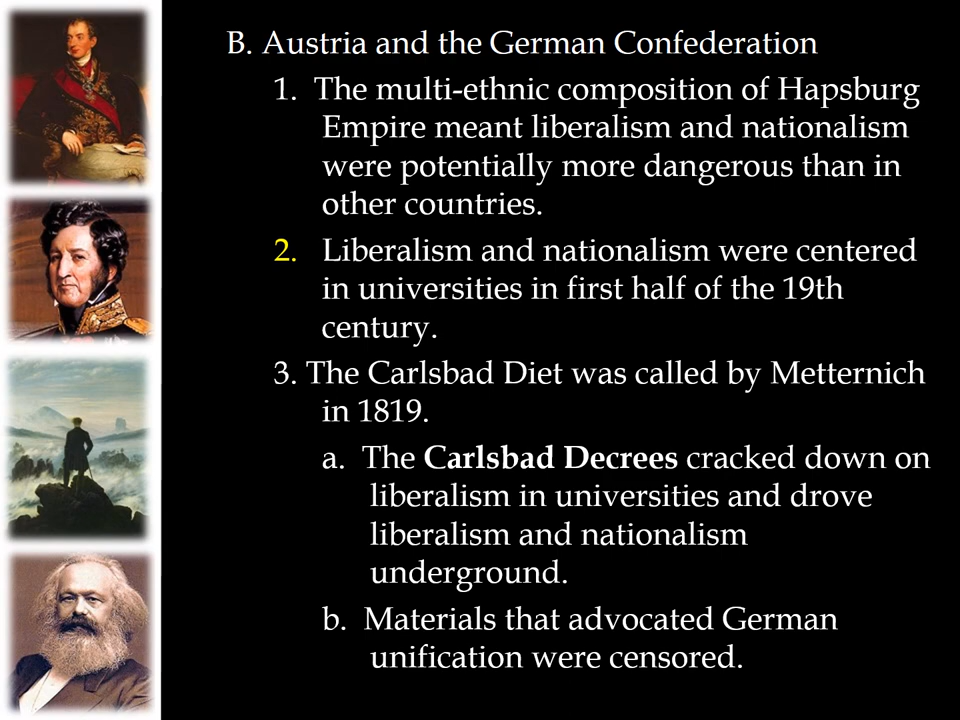 B. Austria and the German Confederation
1. The multi-ethnic composition of Hapsburg
Empire meant liberalism and nationalism
were potentially more dangerous than in
other countries.
2. Liberalism and nationalism were centered
in universities in first half of the 19th
century.
3. The Carlsbad Diet was called by Metternich
in 1819.
a. The Carlsbad Decrees cracked down on
liberalism in universities and drove
liberalism and nationalism
underground.
b. Materials that advocated German
unification were censored.